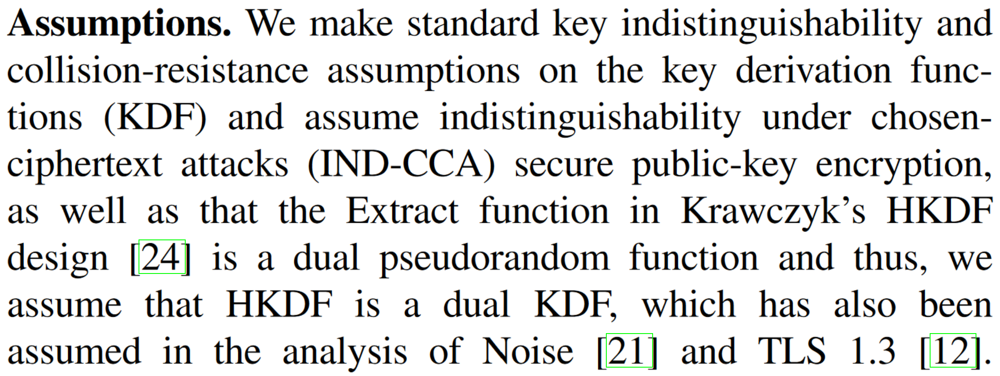 Assumptions. We make standard key indistinguishability and
collision-resistance assumptions on the key derivation func-
tions (KDF) and assume indistinguishability under chosen-
ciphertext attacks (IND-CCA) secure public-key encryption,
as well as that the Extract function in Krawczyk’s HKDF
design [24] is a dual pseudorandom function and thus, we
assume that HKDF is a dual KDF, which has also been
assumed in the analysis of Noise [21] and TLS 1.3 [12].